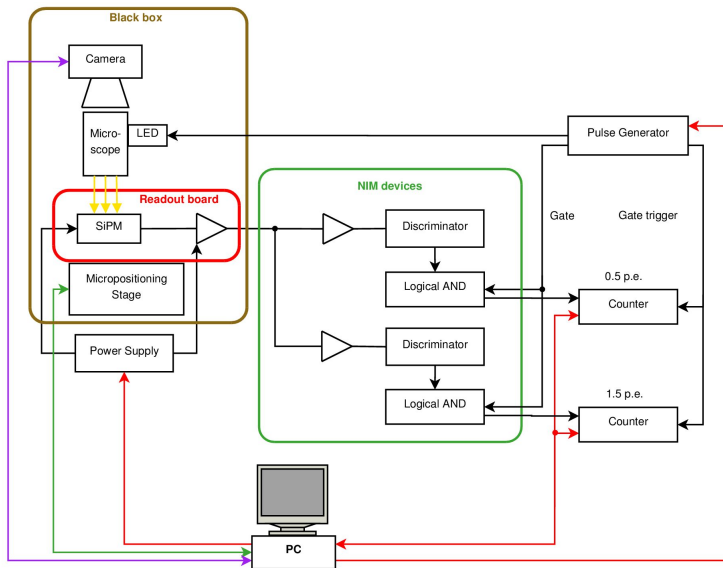 Black box
Camera
Micro-
scope
LED
Pulse Generator
Readout board
NIM devices
SiPM
Discriminator
Gate
Gate trigger
Micropositioning
Stage
Logical AND
0.5 p.e.
Counter
Power Supply
Discriminator
Logical AND
1.5 p.e.
Counter
PC